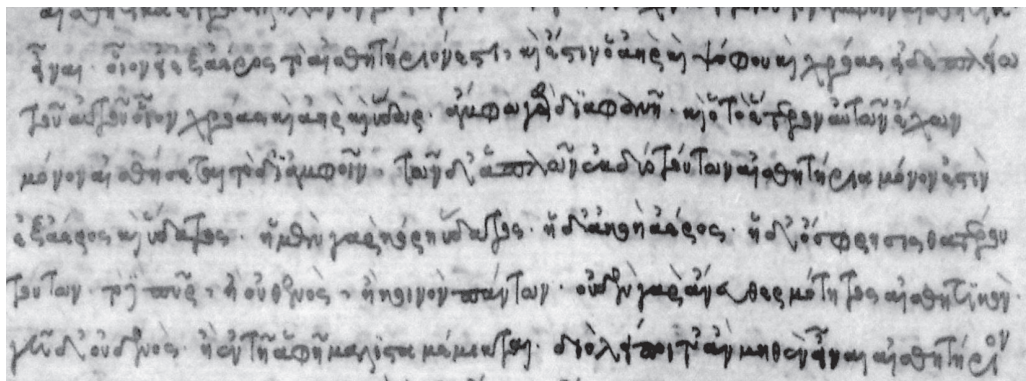 εἶναι· οἷον εἰ ἐξ ἀέρος τὸ αἰσθητήριόν ἐστι, καὶ ἔστιν ὁ ἀὴρ καὶ ψόφου καὶ χρόας, εἰ δὲ πλείω
τοῦ αὐτοῦ οἷον χρόας καὶ ἀὴρ καὶ ὕδωρ· ἄμφω γὰρ διαφανῆ· καὶ ὁ τὸ ἕτερον αὐτῶν ἔχων
μόνον αἰσθήσεται τοῦ δι' ἀμφοῖν· τῶν δ' ἁπλῶν ἐκ δύο τούτων αἰσθητήρια μόνον ἐστὶν
ἐξ ἀέρος καὶ ὕδατος· ἡ μὲν γὰρ κόρη ὕδατος· ἡ δ' ἀκοὴ ἀέρος· ἡ δ' ὄσφρησις θατέρου
τούτων· τὸ δὲ πῦρ, ἢ οὐθενὸς, ἢ κοινὸν πάντων· οὐδὲν γὰρ ἄνευ θερμότητος αἰσθητικόν·
γῆ δ' οὐδενὸς· ἢ ἐν τῇ ἁφῇ μάλιστα μέμικται· διὸ λείποιτ' ἂν μηθὲν εἶναι αἰσθητήριον